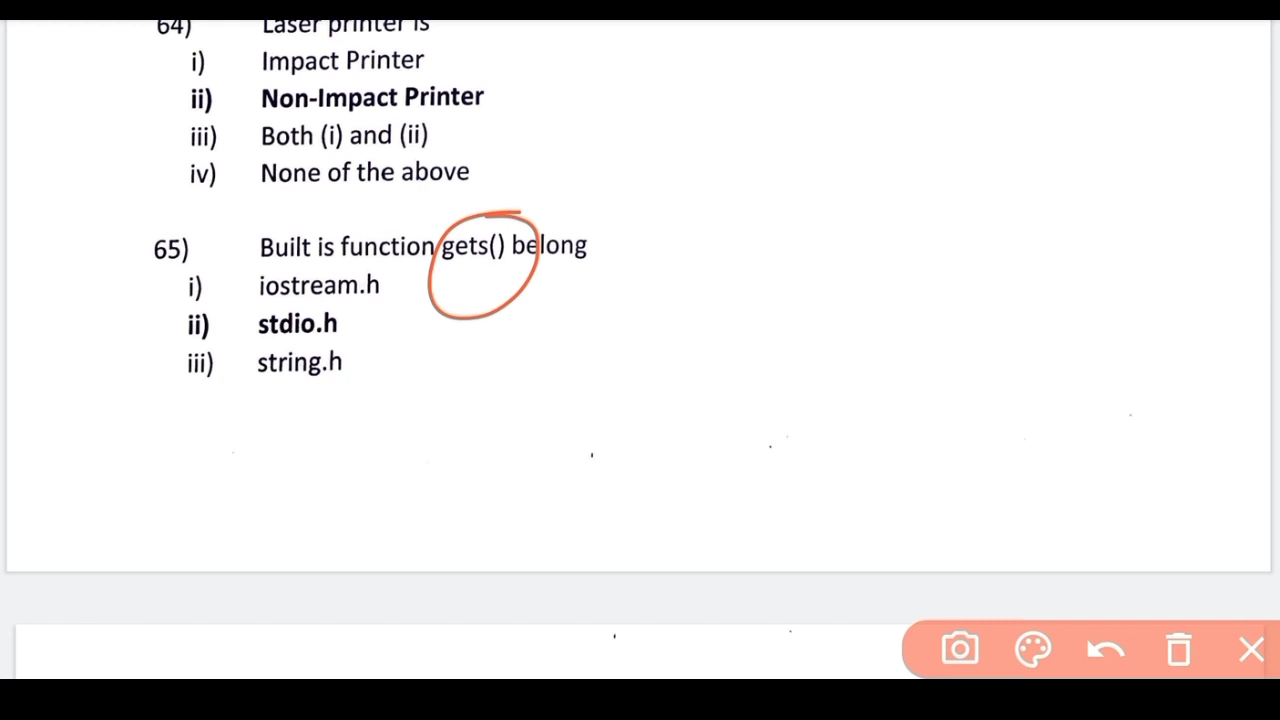 64) Laser printer is
i) Impact Printer
ii) Non-Impact Printer
iii) Both (i) and (ii)
iv) None of the above
65) Built is function gets() belong
i) iostream.h
ii) stdio.h
iii) string.h